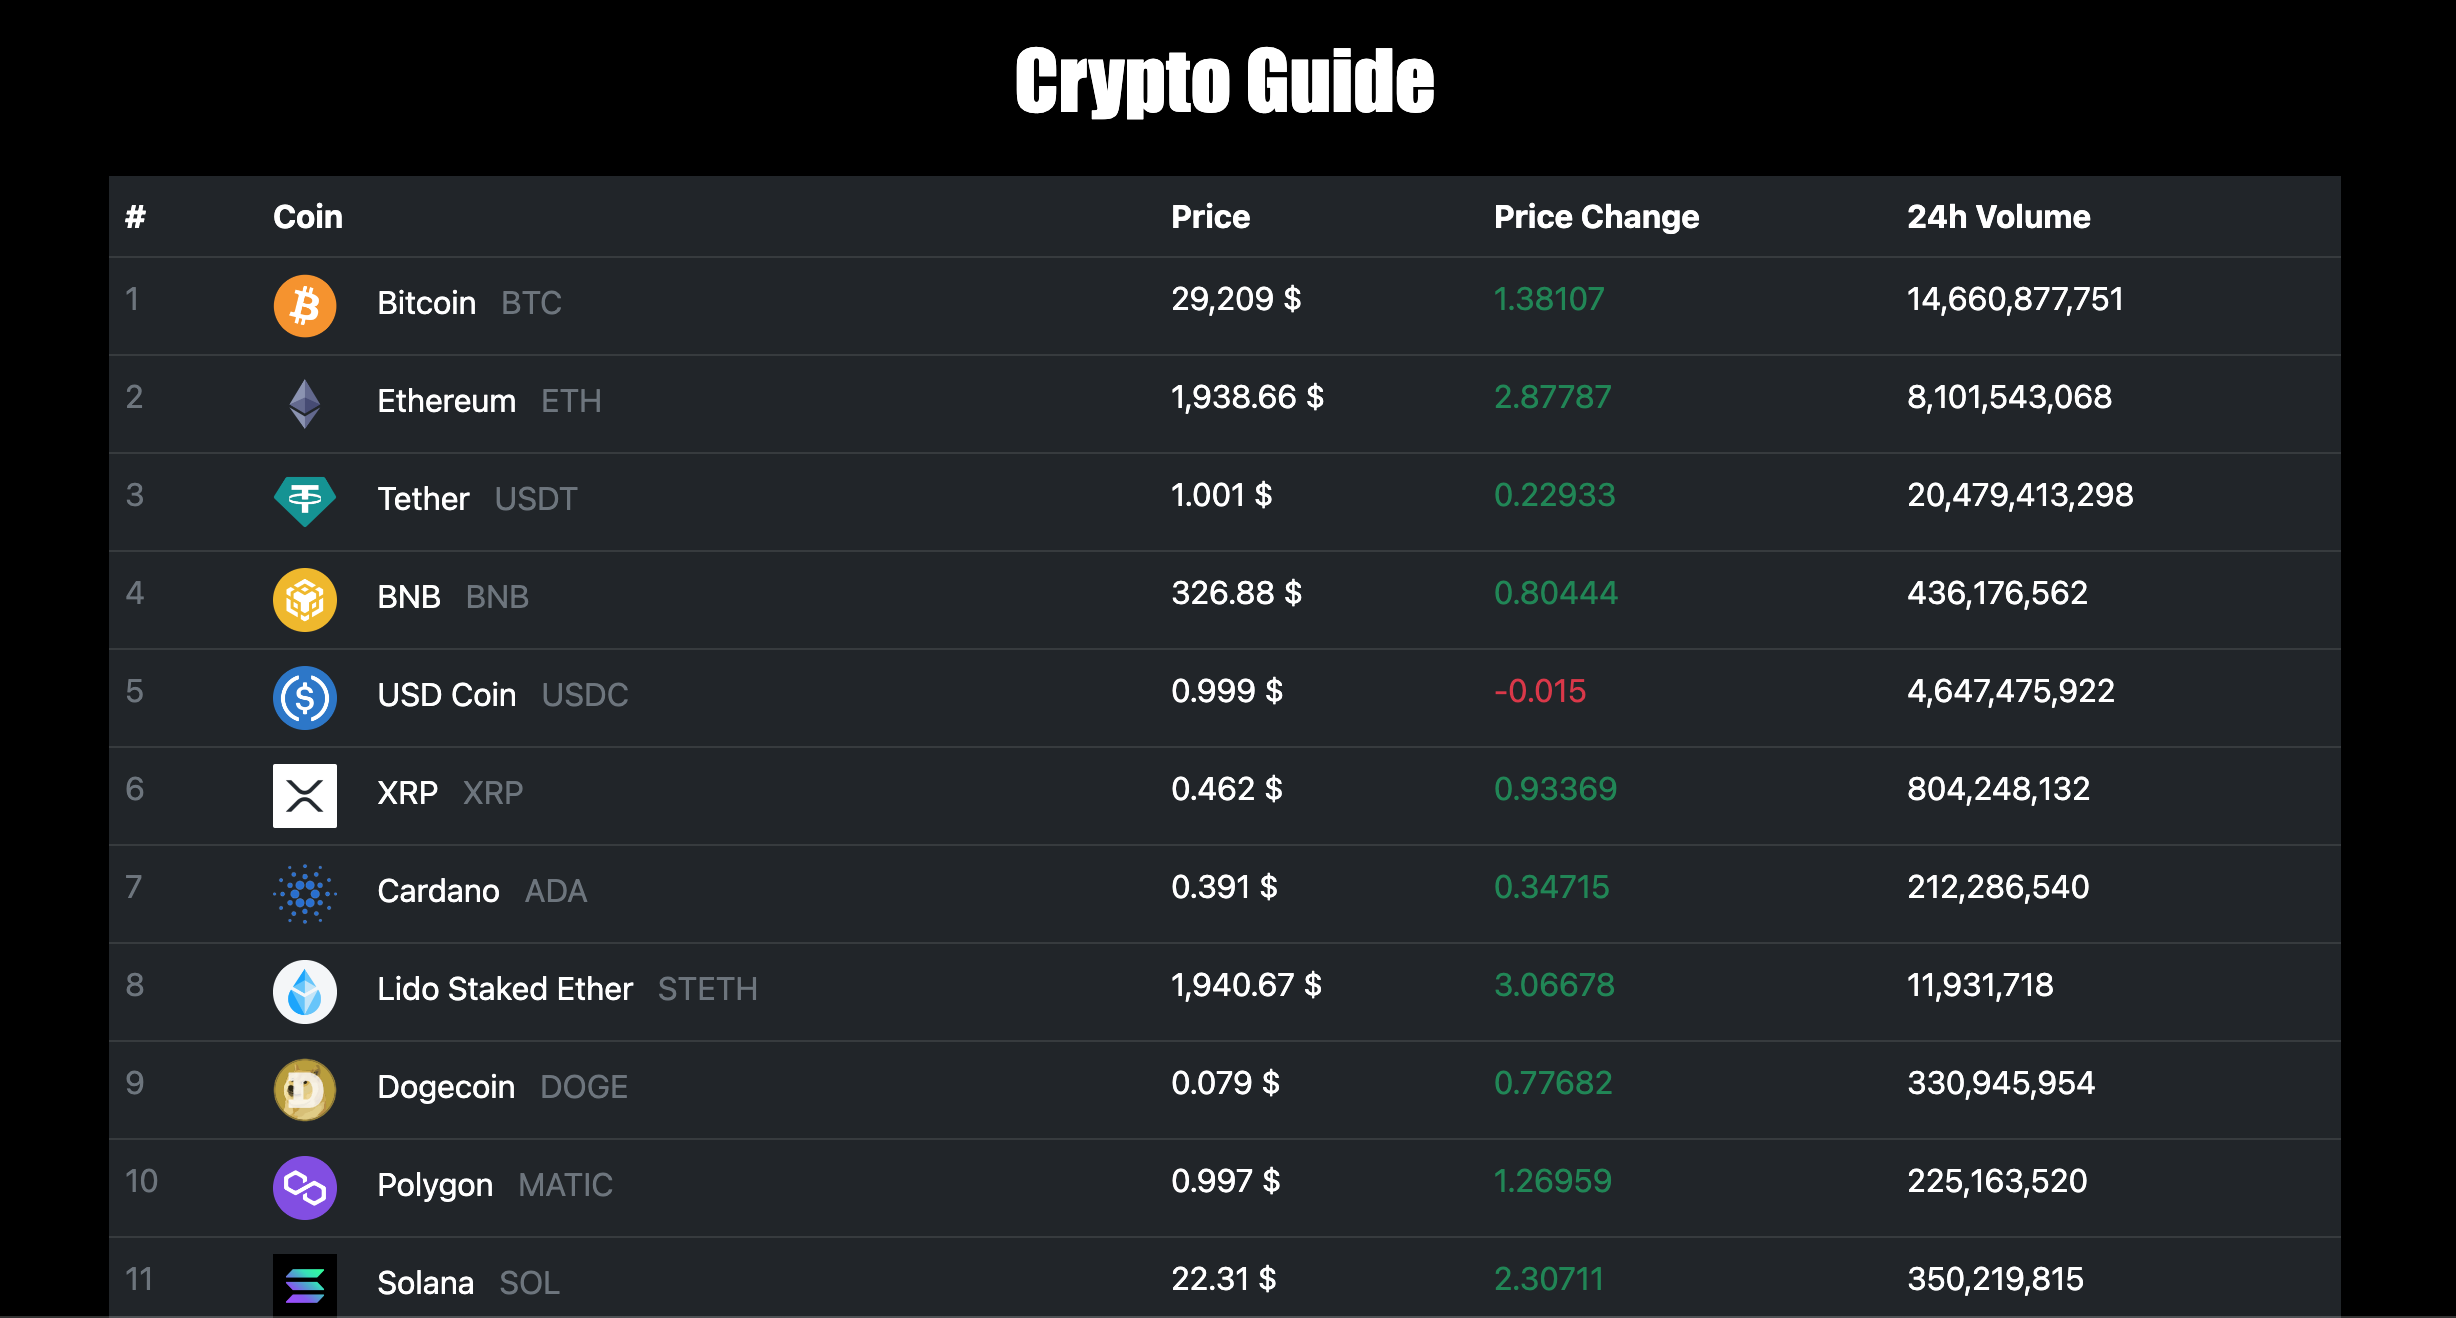 Crypto Guide
# Coin Price Price Change 24h Volume
1 Bitcoin BTC 29,209 $ 1.38107 14,660,877,751
2 Ethereum ETH 1,938.66 $ 2.87787 8,101,543,068
3 Tether USDT 1.001 $ 0.22933 20,479,413,298
4 BNB BNB 326.88 $ 0.80444 436,176,562
5 USD Coin USDC 0.999 $ -0.015 4,647,475,922
6 XRP XRP 0.462 $ 0.93369 804,248,132
7 Cardano ADA 0.391 $ 0.34715 212,286,540
8 Lido Staked Ether STETH 1,940.67 $ 3.06678 11,931,718
9 Dogecoin DOGE 0.079 $ 0.77682 330,945,954
10 Polygon MATIC 0.997 $ 1.26959 225,163,520
11 Solana SOL 22.31 $ 2.30711 350,219,815